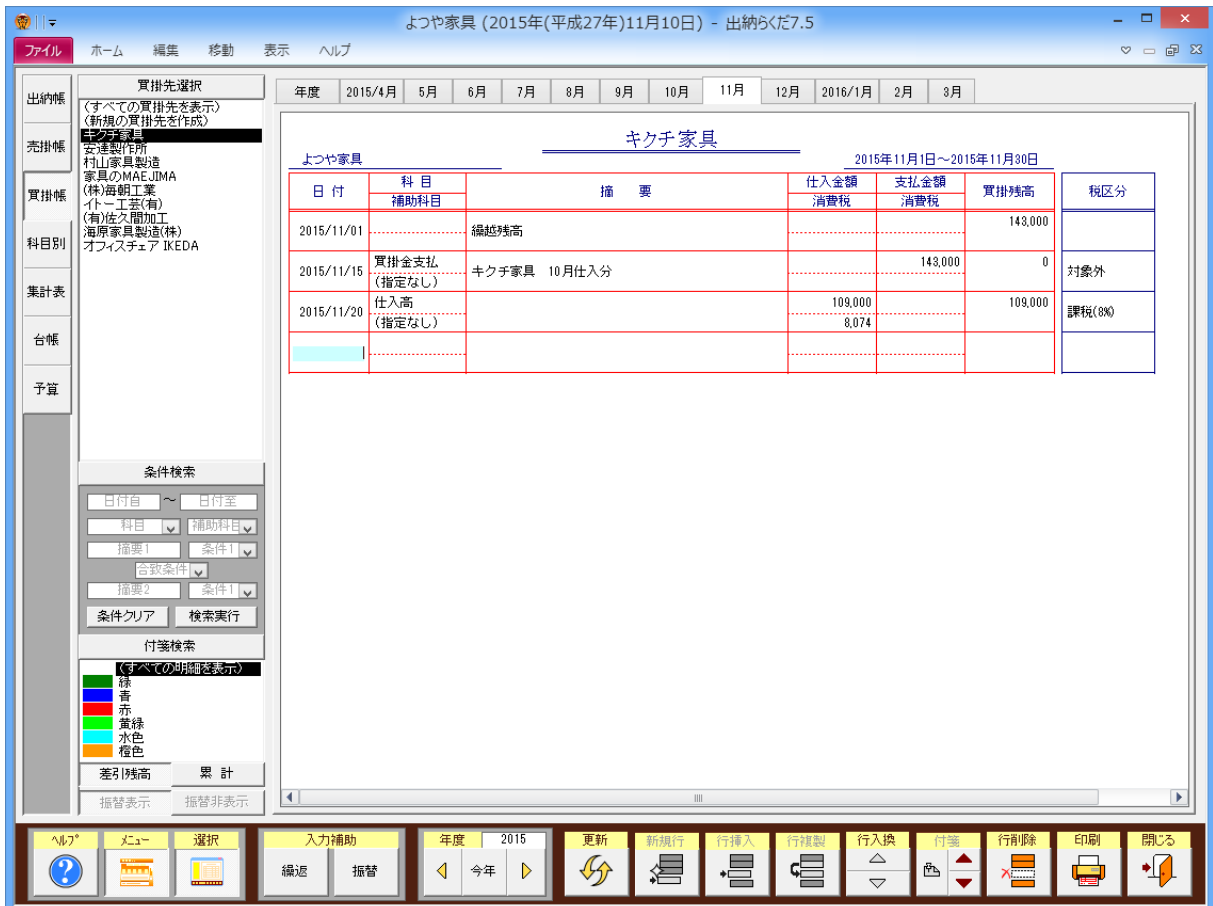 よつや家具 (2015年(平成27年)11月10日) - 出納らくだ7.5
ファイル ホーム 編集 移動 表示 ヘルプ
出納帳
売掛帳
買掛帳
科目別
集計表
台帳
予算
買掛先選択
(すべての買掛先を表示)
(新規の買掛先を作成)
キクチ家具
安達製作所
村山家具製造
家具のMAEJIMA
(株)毎朝工業
イトー工芸(有)
(有)佐久間加工
海原家具製造(株)
オフィスチェア IKEDA
条件検索
日付自 ～ 日付至
科目 補助科目
摘要1 条件1
合致条件
摘要2 条件1
条件クリア 検索実行
付箋検索
(すべての明細を表示)
緑
青
赤
黄緑
水色
橙色
差引残高 累計
振替表示 振替非表示
年度 2015/4月 5月 6月 7月 8月 9月 10月 11月 12月 2016/1月 2月 3月
キクチ家具
よつや家具 2015年11月1日～2015年11月30日
日付 科目 摘要 仕入金額 支払金額 買掛残高 税区分
補助科目 消費税 消費税
2015/11/01 繰越残高 143,000
2015/11/15 買掛金支払 キクチ家具 10月仕入分 143,000 0 対象外
(指定なし)
2015/11/20 仕入高 109,000 109,000 課税(8%)
(指定なし) 8,074
ヘルプ メニュー 選択 入力補助 年度 2015 更新 新規行 行挿入 行複製 行入換 付箋 行削除 印刷 閉じる
繰返 振替 今年